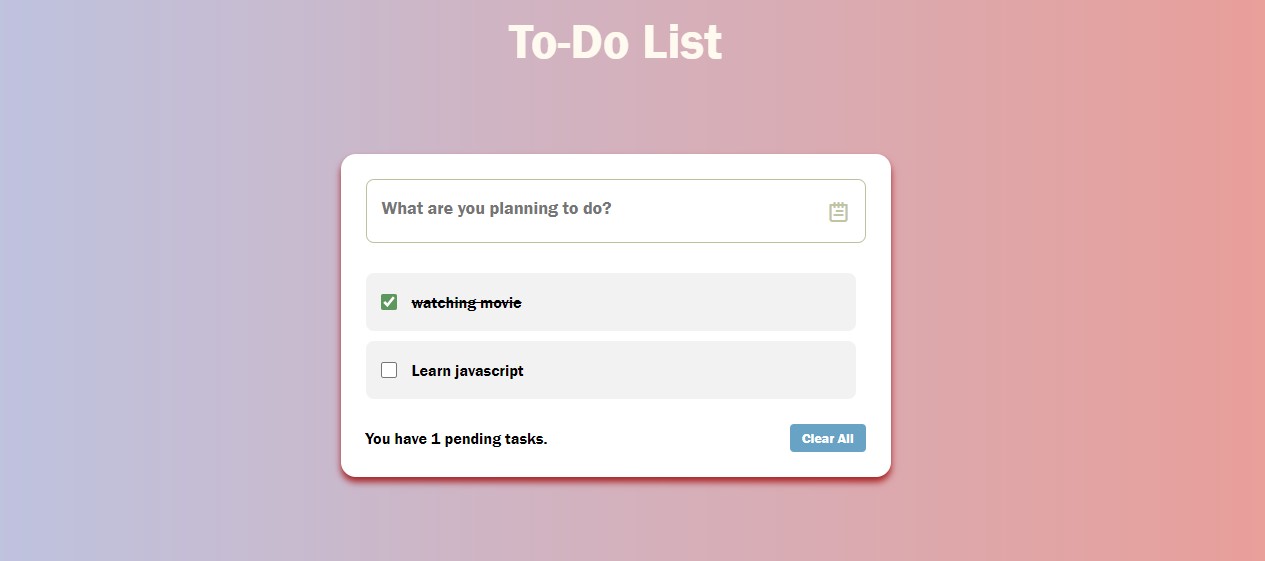 To-Do List
What are you planning to do?
watching movie
Learn javascript
You have 1 pending tasks.
Clear All